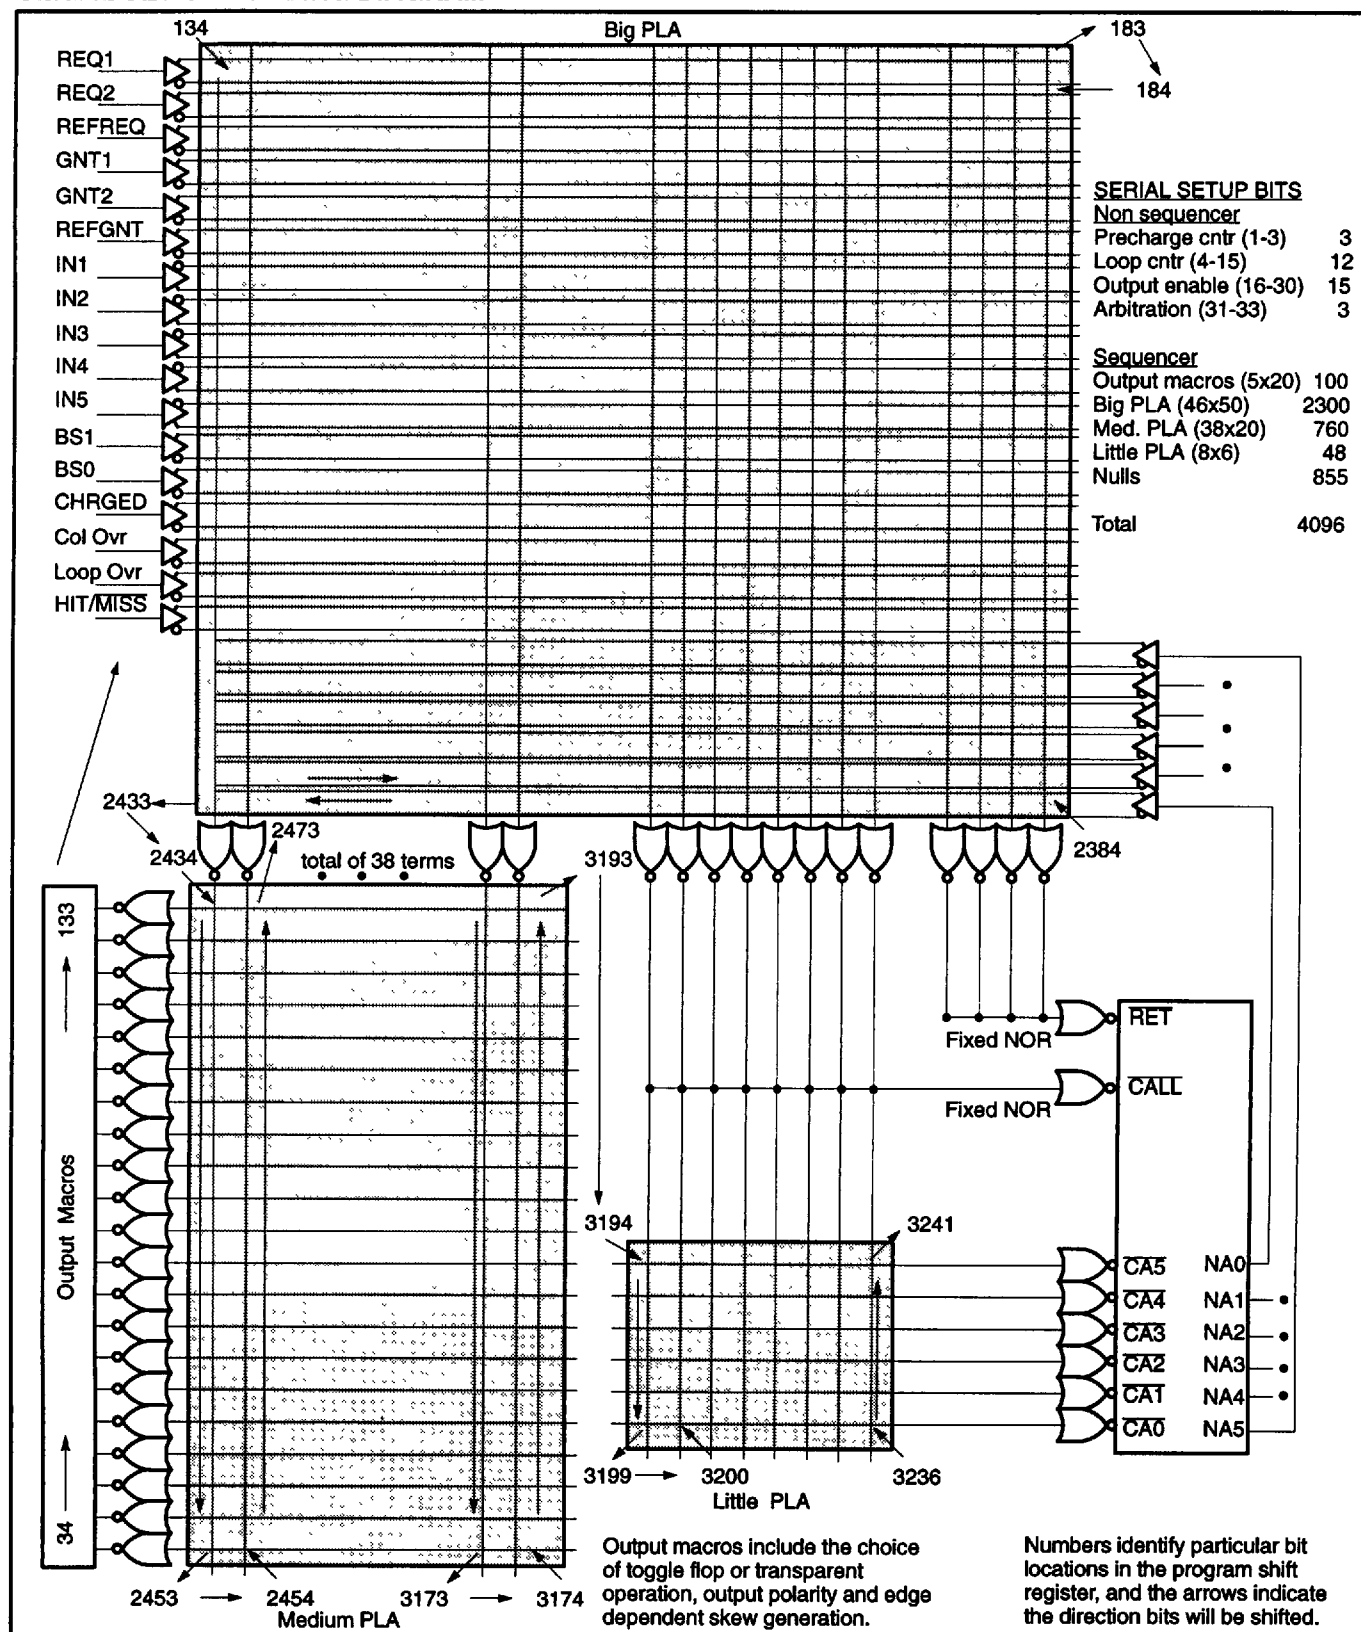 Big PLA
134
183
184
REQ1
REQ2
REFREQ
GNT1
GNT2
REFGNT
IN1
IN2
IN3
IN4
IN5
BS1
BS0
CHRGED
Col Ovr
Loop Ovr
HIT/MISS
SERIAL SETUP BITS
Non sequencer
Precharge cntr (1-3) 3
Loop cntr (4-15) 12
Output enable (16-30) 15
Arbitration (31-33) 3
Sequencer
Output macros (5x20) 100
Big PLA (46x50) 2300
Med. PLA (38x20) 760
Little PLA (8x6) 48
Nulls 855
Total 4096
2433
2434
2473
total of 38 terms
3193
2384
133
Output Macros
34
RET
Fixed NOR
CALL
Fixed NOR
3194
3241
CA5 NA0
CA4 NA1
CA3 NA2
CA2 NA3
CA1 NA4
CA0 NA5
3199
3200
3236
Little PLA
2453
2454
3173
3174
Medium PLA
Output macros include the choice
of toggle flop or transparent
operation, output polarity and edge
dependent skew generation.
Numbers identify particular bit
locations in the program shift
register, and the arrows indicate
the direction bits will be shifted.